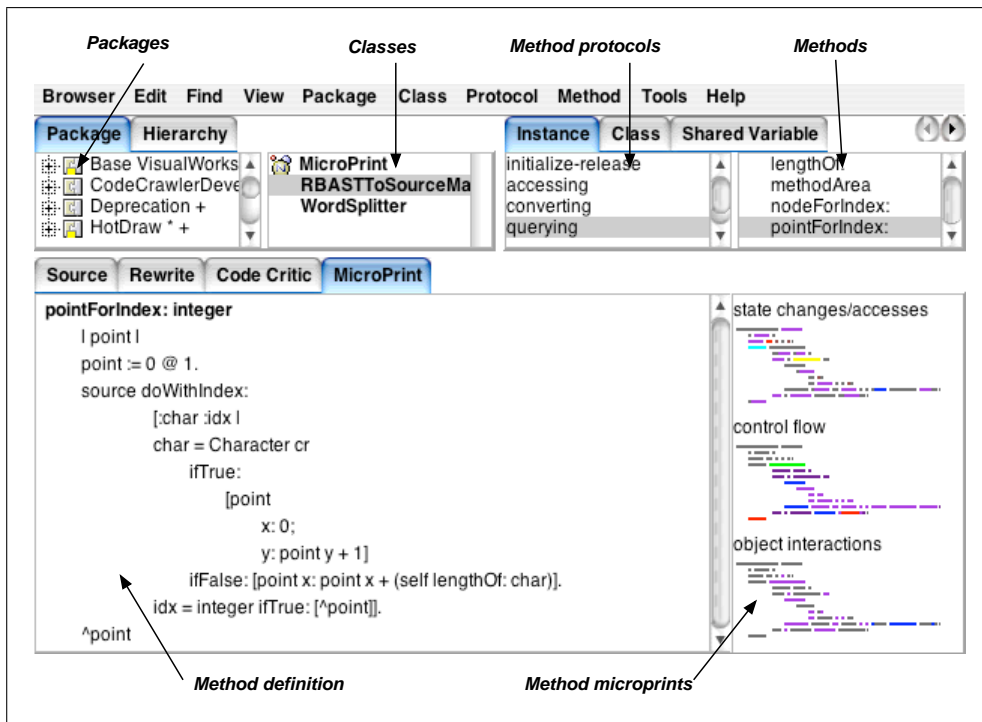 Packages
Classes
Method protocols
Methods
Browser Edit Find View Package Class Protocol Method Tools Help
Package Hierarchy
Instance Class Shared Variable
Base VisualWorks
CodeCrawlerDeve
Deprecation +
HotDraw * +
MicroPrint
RBASTToSourceMa
WordSplitter
initialize-release
accessing
converting
querying
lengthOf:
methodArea
nodeForIndex:
pointForIndex:
Source Rewrite Code Critic MicroPrint
pointForIndex: integer
| point |
point := 0 @ 1.
source doWithIndex:
[:char :idx |
char = Character cr
ifTrue:
[point
x: 0;
y: point y + 1]
ifFalse: [point x: point x + (self lengthOf: char)].
idx = integer ifTrue: [^point]].
^point
state changes/accesses
control flow
object interactions
Method definition
Method microprints